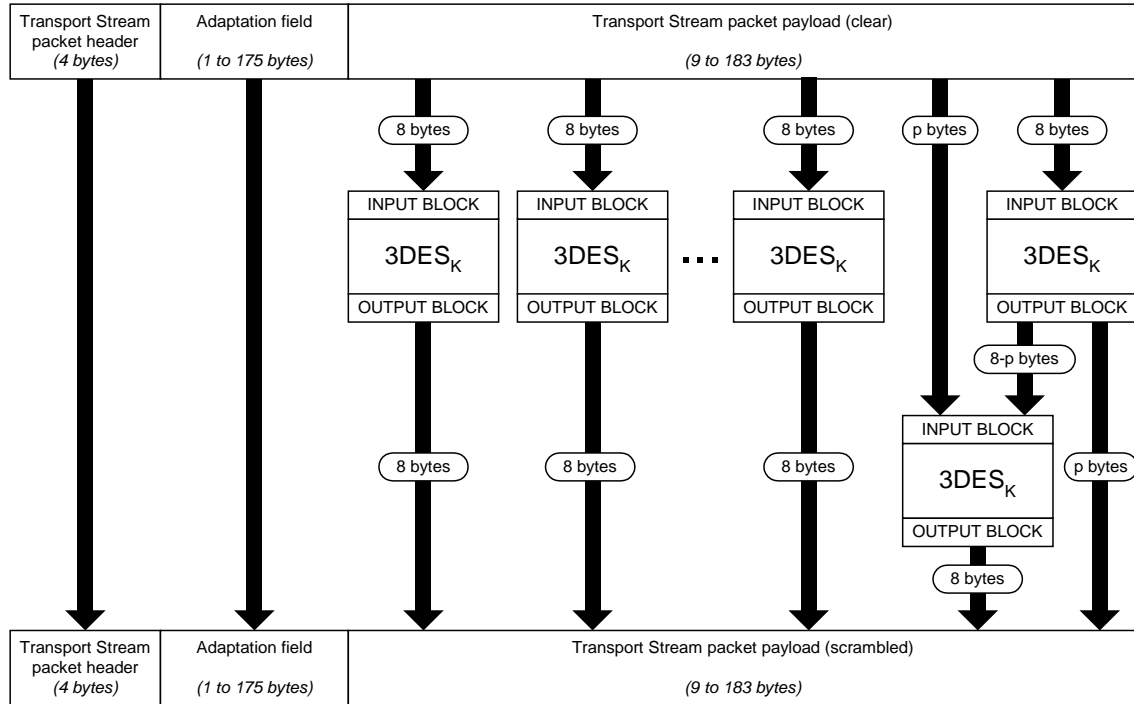 Transport Stream
packet header
(4 bytes)
Adaptation field
(1 to 175 bytes)
Transport Stream packet payload (clear)
(9 to 183 bytes)
8 bytes
8 bytes
8 bytes
p bytes
8 bytes
INPUT BLOCK
3DESK
OUTPUT BLOCK
INPUT BLOCK
3DESK
OUTPUT BLOCK
...
INPUT BLOCK
3DESK
OUTPUT BLOCK
INPUT BLOCK
3DESK
OUTPUT BLOCK
8-p bytes
INPUT BLOCK
3DESK
OUTPUT BLOCK
8 bytes
8 bytes
8 bytes
p bytes
8 bytes
Transport Stream
packet header
(4 bytes)
Adaptation field
(1 to 175 bytes)
Transport Stream packet payload (scrambled)
(9 to 183 bytes)